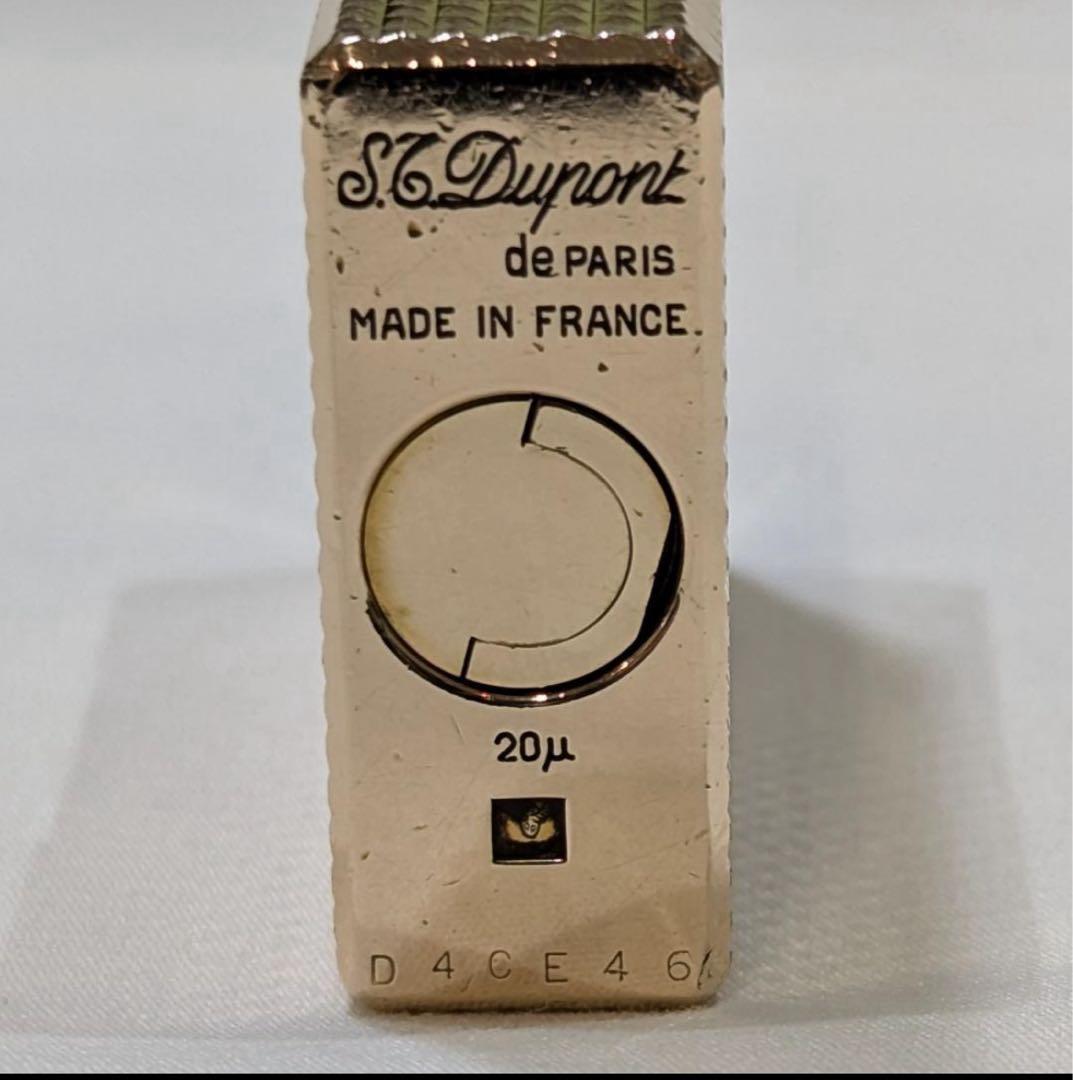 S.T. Dupont
de PARIS
MADE IN FRANCE.
20μ
D 4 C E 4 6